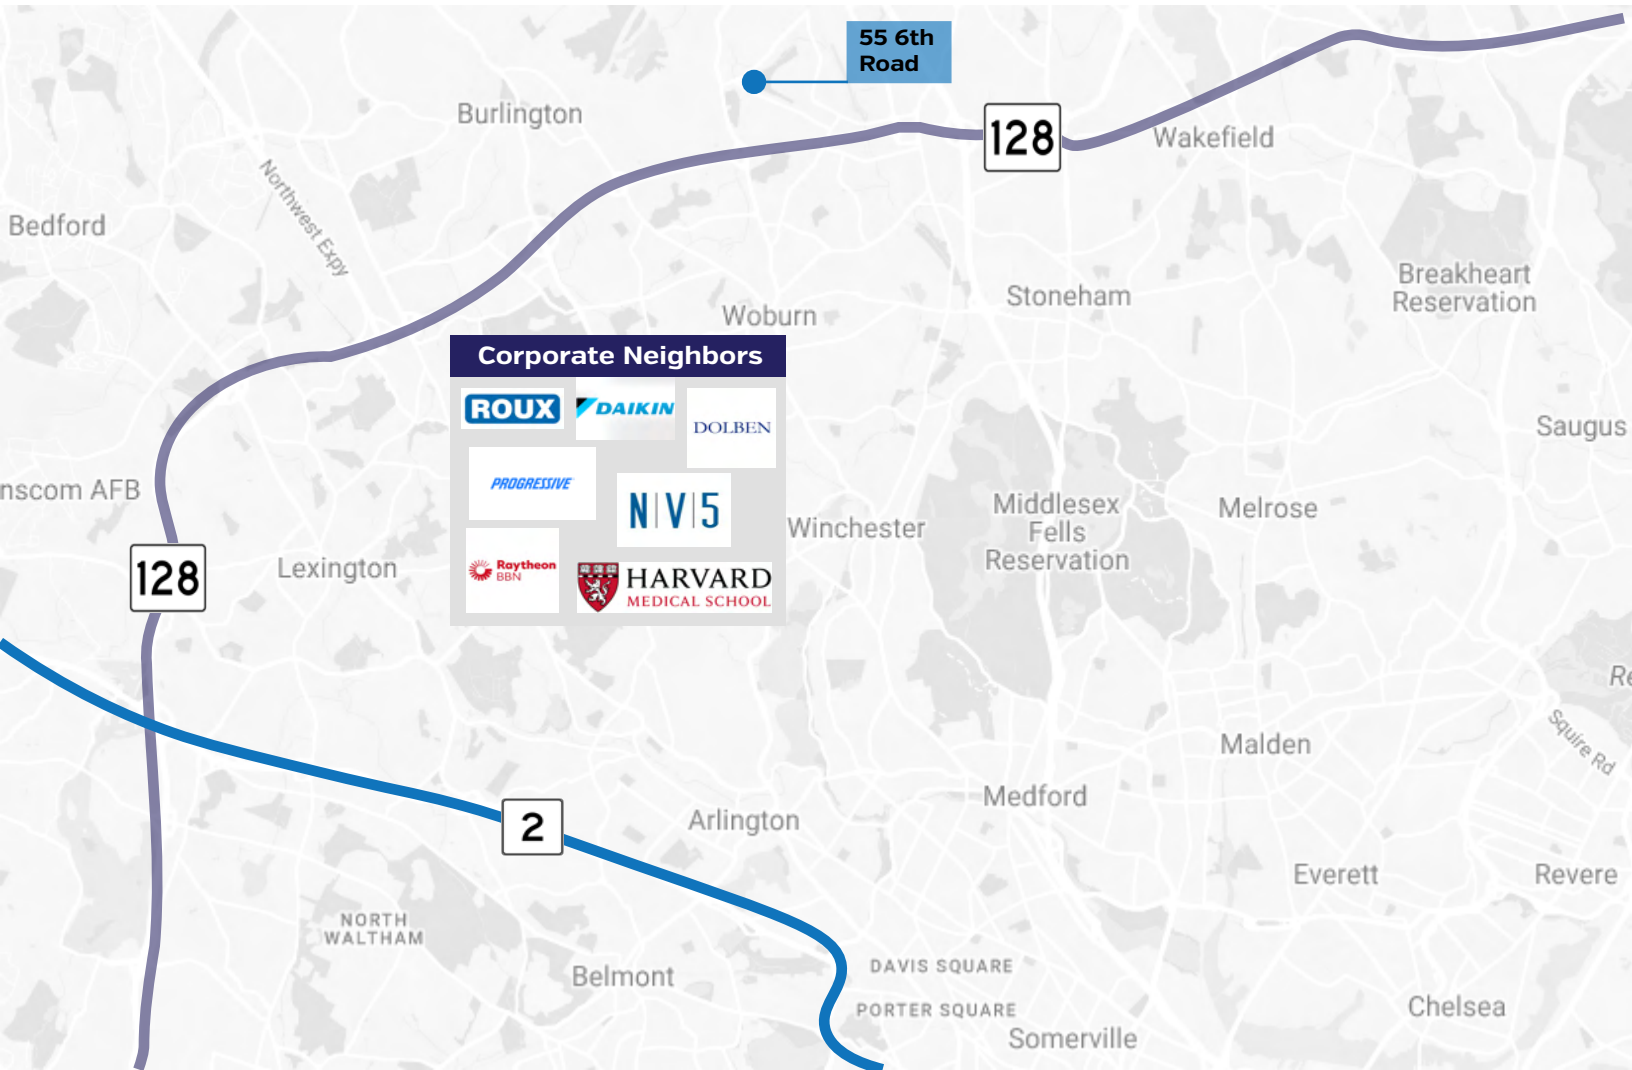 55 6th
Road
Burlington
128
Wakefield
Northwest Expy
Bedford
Breakheart
Reservation
Stoneham
Woburn
Corporate Neighbors
ROUX
DAIKIN
DOLBEN
PROGRESSIVE
N|V|5
Raytheon
BBN
HARVARD
MEDICAL SCHOOL
Saugus
nscom AFB
Winchester
Middlesex
Fells
Reservation
Melrose
128
Lexington
Re
Squire Rd
Malden
Medford
2
Arlington
Everett
Revere
NORTH
WALTHAM
Belmont
DAVIS SQUARE
PORTER SQUARE
Somerville
Chelsea